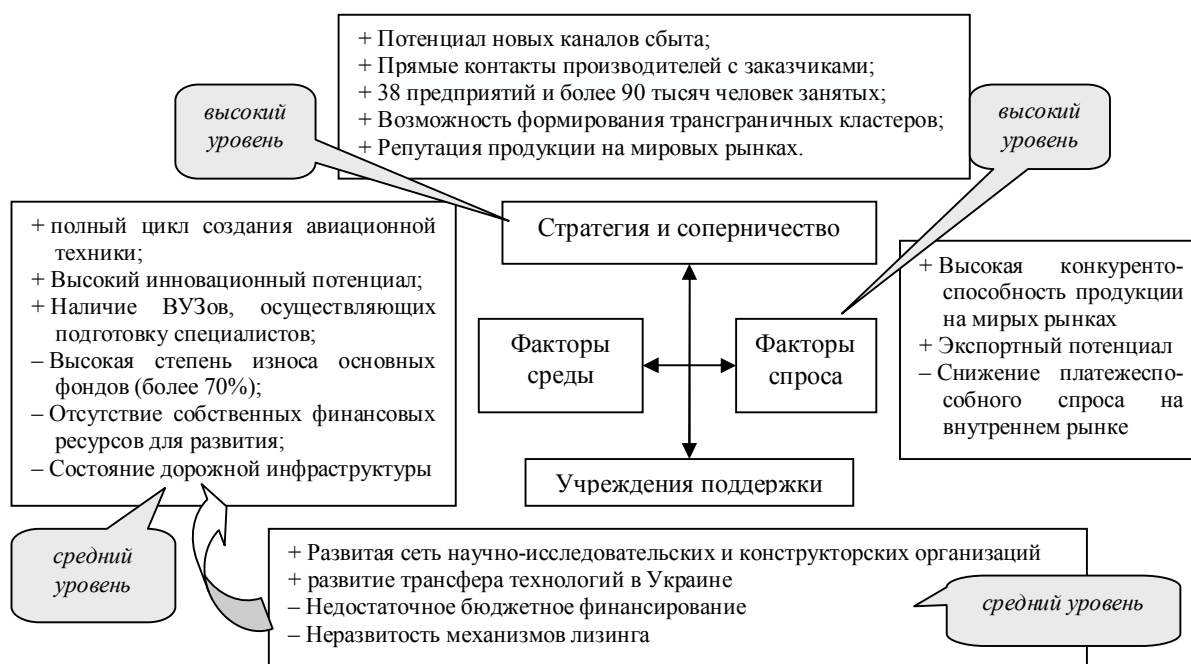 + Потенциал новых каналов сбыта;
+ Прямые контакты производителей с заказчиками;
+ 38 предприятий и более 90 тысяч человек занятых;
+ Возможность формирования трансграничных кластеров;
+ Репутация продукции на мировых рынках.
высокий
уровень
высокий
уровень
Стратегия и соперничество
+ полный цикл создания авиационной
техники;
+ Высокий инновационный потенциал;
+ Наличие ВУЗов, осуществляющих
подготовку специалистов;
– Высокая степень износа основных
фондов (более 70%);
– Отсутствие собственных финансовых
ресурсов для развития;
– Состояние дорожной инфраструктуры
Факторы
среды
Факторы
спроса
+ Высокая конкуренто-
способность продукции
на мирых рынках
+ Экспортный потенциал
– Снижение платежеспо-
собного спроса на
внутреннем рынке
Учреждения поддержки
средний
уровень
+ Развитая сеть научно-исследовательских и конструкторских организаций
+ развитие трансфера технологий в Украине
– Недостаточное бюджетное финансирование
– Неразвитость механизмов лизинга
средний уровень